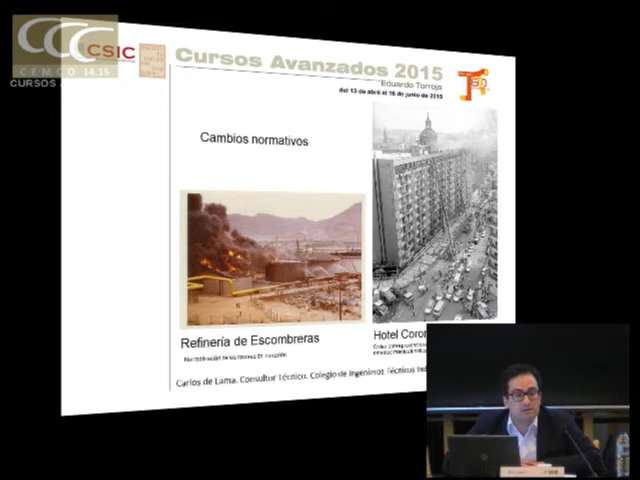 CCC
CEMCO 14.15
CURSOS A
CSIC
Cursos Avanzados 2015
Eduardo Torroja
del 13 de abril al 16 de junio de 2015
Cambios normativos
Refinería de Escombreras
Hotel Coron
Carlos de Lama. Consultor Técnico. Colegio de Ingenieros Técnicos Ind